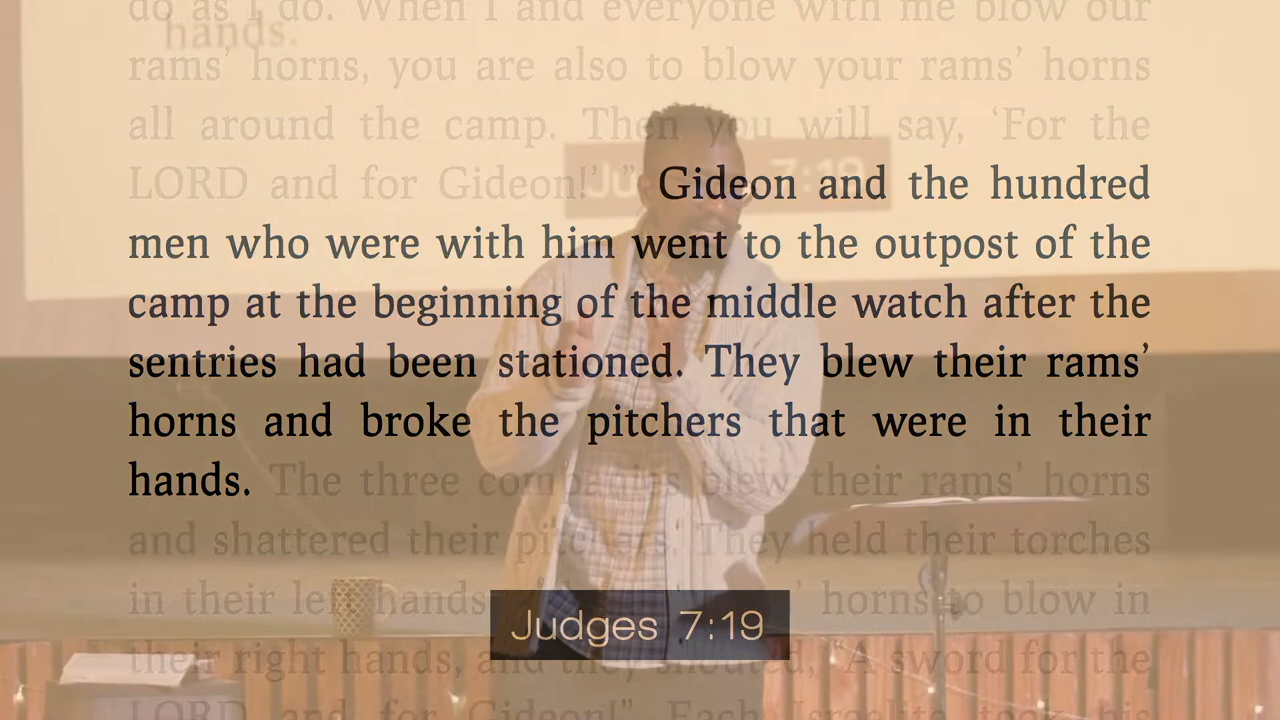 do as I do. When I and everyone with me blow our
hands.
rams’ horns, you are also to blow your rams’ horns
all around the camp. Then you will say, ‘For the
LORD and for Gideon!’ ” Gideon and the hundred
7:19
men who were with him went to the outpost of the
camp at the beginning of the middle watch after the
sentries had been stationed. They blew their rams’
horns and broke the pitchers that were in their
hands. The three companies blew their rams’ horns
and shattered their pitchers. They held their torches
in their left hands ’ horns to blow in
Judges 7:19
their right hands, and they shouted, “A sword for the
LORD and for Gideon!” Each Israelite took his